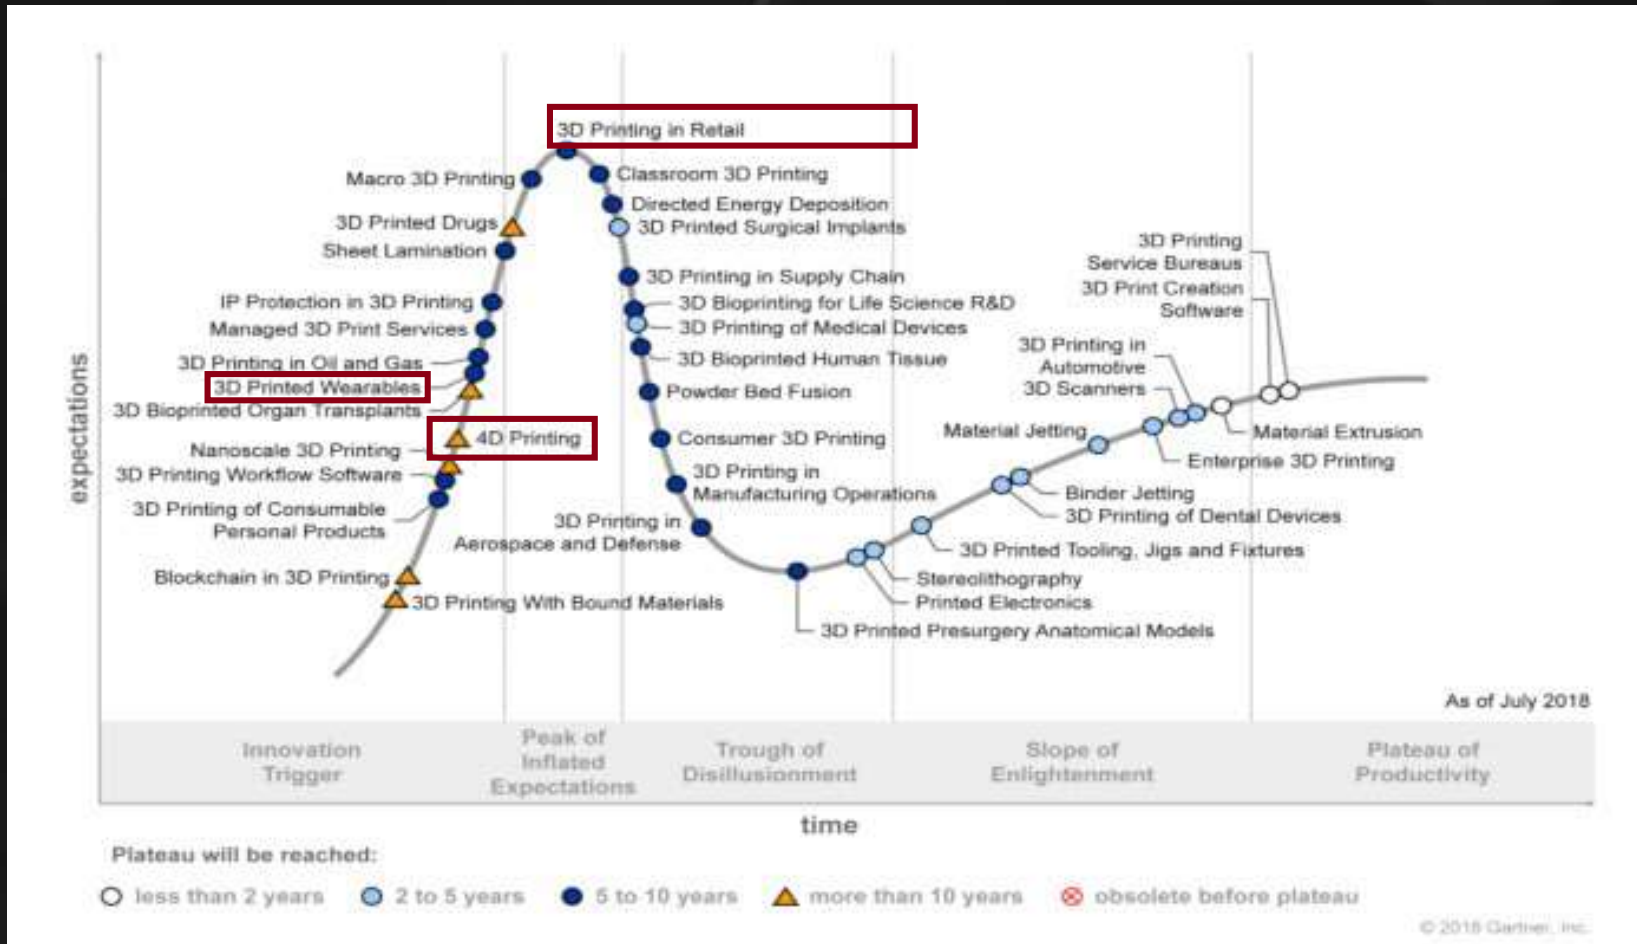 3D Printing in Retail
Macro 3D Printing
Classroom 3D Printing
Directed Energy Deposition
3D Printed Drugs
3D Printed Surgical Implants
Sheet Lamination
3D Printing
Service Bureaus
3D Printing in Supply Chain
3D Print Creation
Software
IP Protection in 3D Printing
3D Bioprinting for Life Science R&D
Managed 3D Print Services
3D Printing of Medical Devices
3D Printing in
Automotive
3D Printing in Oil and Gas
3D Bioprinted Human Tissue
3D Printed Wearables
3D Scanners
Powder Bed Fusion
3D Bioprinted Organ Transplants
4D Printing
Consumer 3D Printing
Material Jetting
Material Extrusion
Nanoscale 3D Printing
Enterprise 3D Printing
3D Printing Workflow Software
3D Printing in
Manufacturing Operations
Binder Jetting
3D Printing of Consumable
Personal Products
3D Printing of Dental Devices
3D Printing in
Aerospace and Defense
3D Printed Tooling, Jigs and Fixtures
Blockchain in 3D Printing
Stereolithography
3D Printing With Bound Materials
Printed Electronics
3D Printed Presurgery Anatomical Models
expectations
As of July 2018
Innovation
Trigger
Peak of
Inflated
Expectations
Trough of
Disillusionment
Slope of
Enlightenment
Plateau of
Productivity
time
Plateau will be reached:
less than 2 years
2 to 5 years
5 to 10 years
more than 10 years
obsolete before plateau
© 2018 Gartner, Inc.